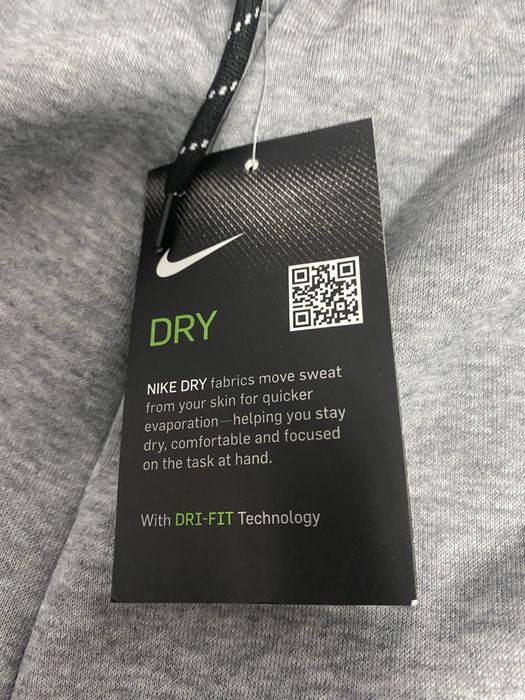 DRY
NIKE DRY fabrics move sweat
from your skin for quicker
evaporation—helping you stay
dry, comfortable and focused
on the task at hand.
With DRI-FIT Technology